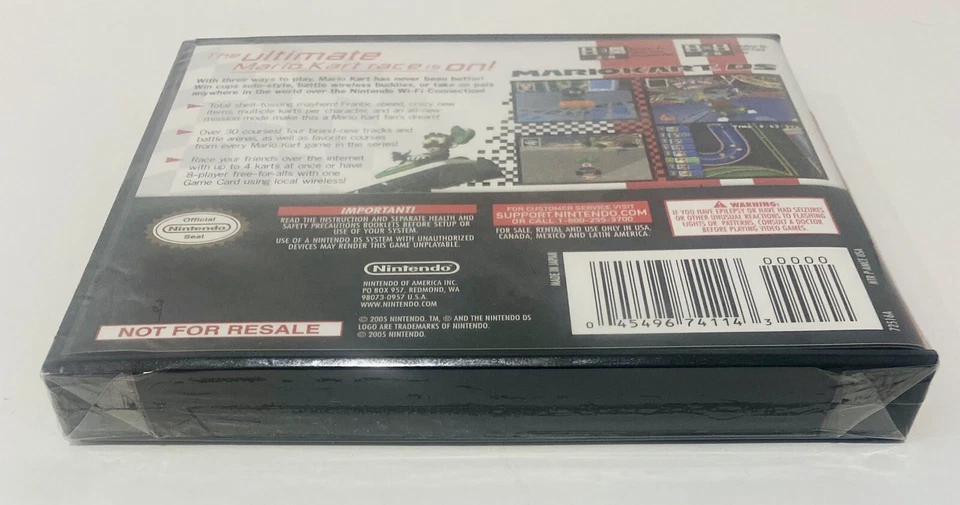 The ultimate
Mario Kart race is on!
With three ways to play, Mario Kart has never been better!
Win cups solo-style, battle wireless buddies, or take on pals
anywhere in the world over the Nintendo Wi-Fi Connection!
Total shell-tossing mayhem! Frantic speed, crazy new
items, multiple karts per character, and an all-new
mission mode make this a Mario Kart fan's dream!
Over 30 courses! Tour brand-new tracks and
battle arenas, as well as favorite courses
from every Mario Kart game in the series!
Race your friends over the internet
with up to 4 karts at once or have
8-player free-for-alls with one
Game Card using local wireless!
MARIOKART DS
Official
Nintendo
Seal
IMPORTANT!
READ THE INSTRUCTION AND SEPARATE HEALTH AND
SAFETY PRECAUTIONS BOOKLETS BEFORE SETUP OR
USE OF YOUR SYSTEM.
USE OF A NINTENDO DS SYSTEM WITH UNAUTHORIZED
DEVICES MAY RENDER THIS GAME UNPLAYABLE.
FOR CUSTOMER SERVICE VISIT
SUPPORT.NINTENDO.COM
OR CALL 1-800-255-3700
FOR SALE, RENTAL AND USE ONLY IN USA,
CANADA, MEXICO AND LATIN AMERICA.
WARNING:
IF YOU HAVE EPILEPSY OR HAVE HAD SEIZURES
OR OTHER UNUSUAL REACTIONS TO FLASHING
LIGHTS OR PATTERNS, CONSULT A DOCTOR
BEFORE PLAYING VIDEO GAMES.
Nintendo
NINTENDO OF AMERICA INC.
PO BOX 957, REDMOND, WA
98073-0957 U.S.A.
WWW.NINTENDO.COM
© 2005 NINTENDO. TM, ® AND THE NINTENDO DS
LOGO ARE TRADEMARKS OF NINTENDO.
© 2005 NINTENDO.
NOT FOR RESALE
MADE IN JAPAN
00000
0 45496 74114 3
72516A